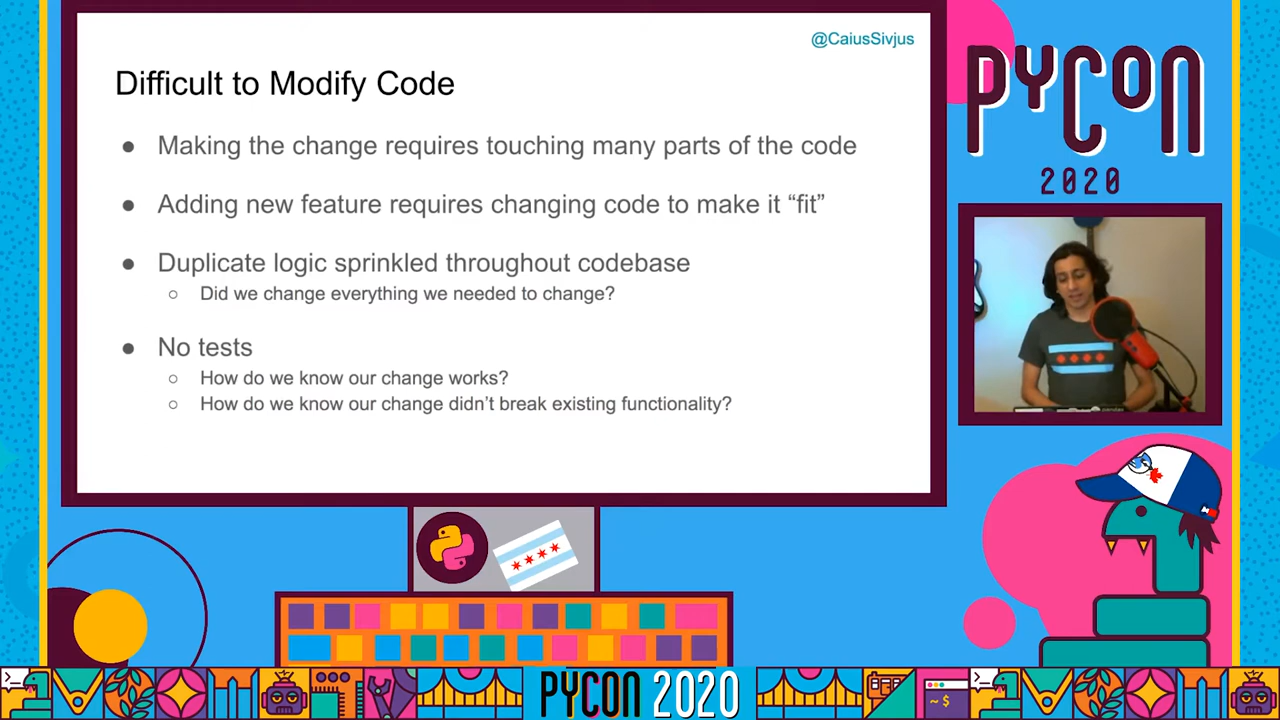 @CaiusSivjus
Difficult to Modify Code
● Making the change requires touching many parts of the code
● Adding new feature requires changing code to make it “fit”
● Duplicate logic sprinkled throughout codebase
○ Did we change everything we needed to change?
● No tests
○ How do we know our change works?
○ How do we know our change didn’t break existing functionality?
PYCON
2020
PYCON 2020
~ $